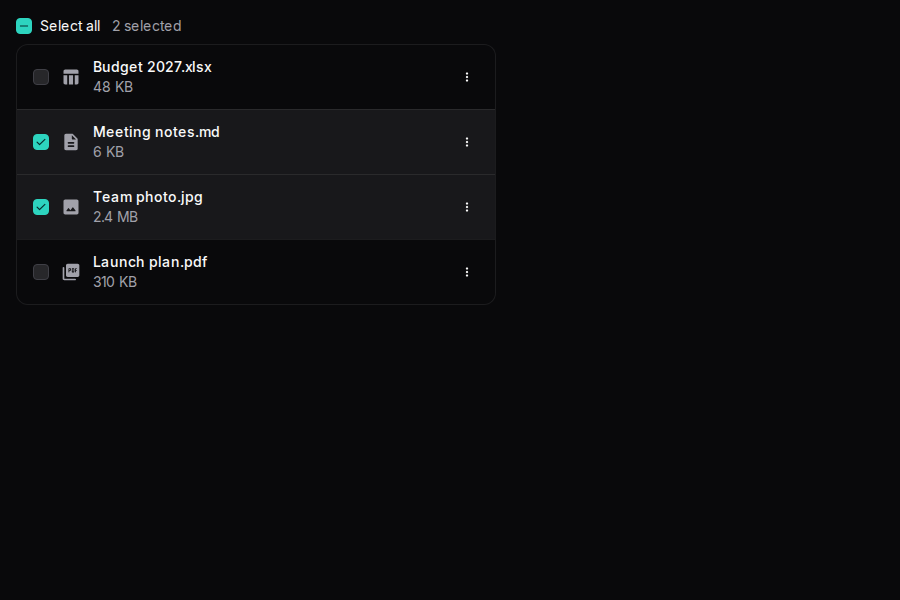 Select all 2 selected
Budget 2027.xlsx
48 KB
Meeting notes.md
6 KB
Team photo.jpg
2.4 MB
PDF
Launch plan.pdf
310 KB